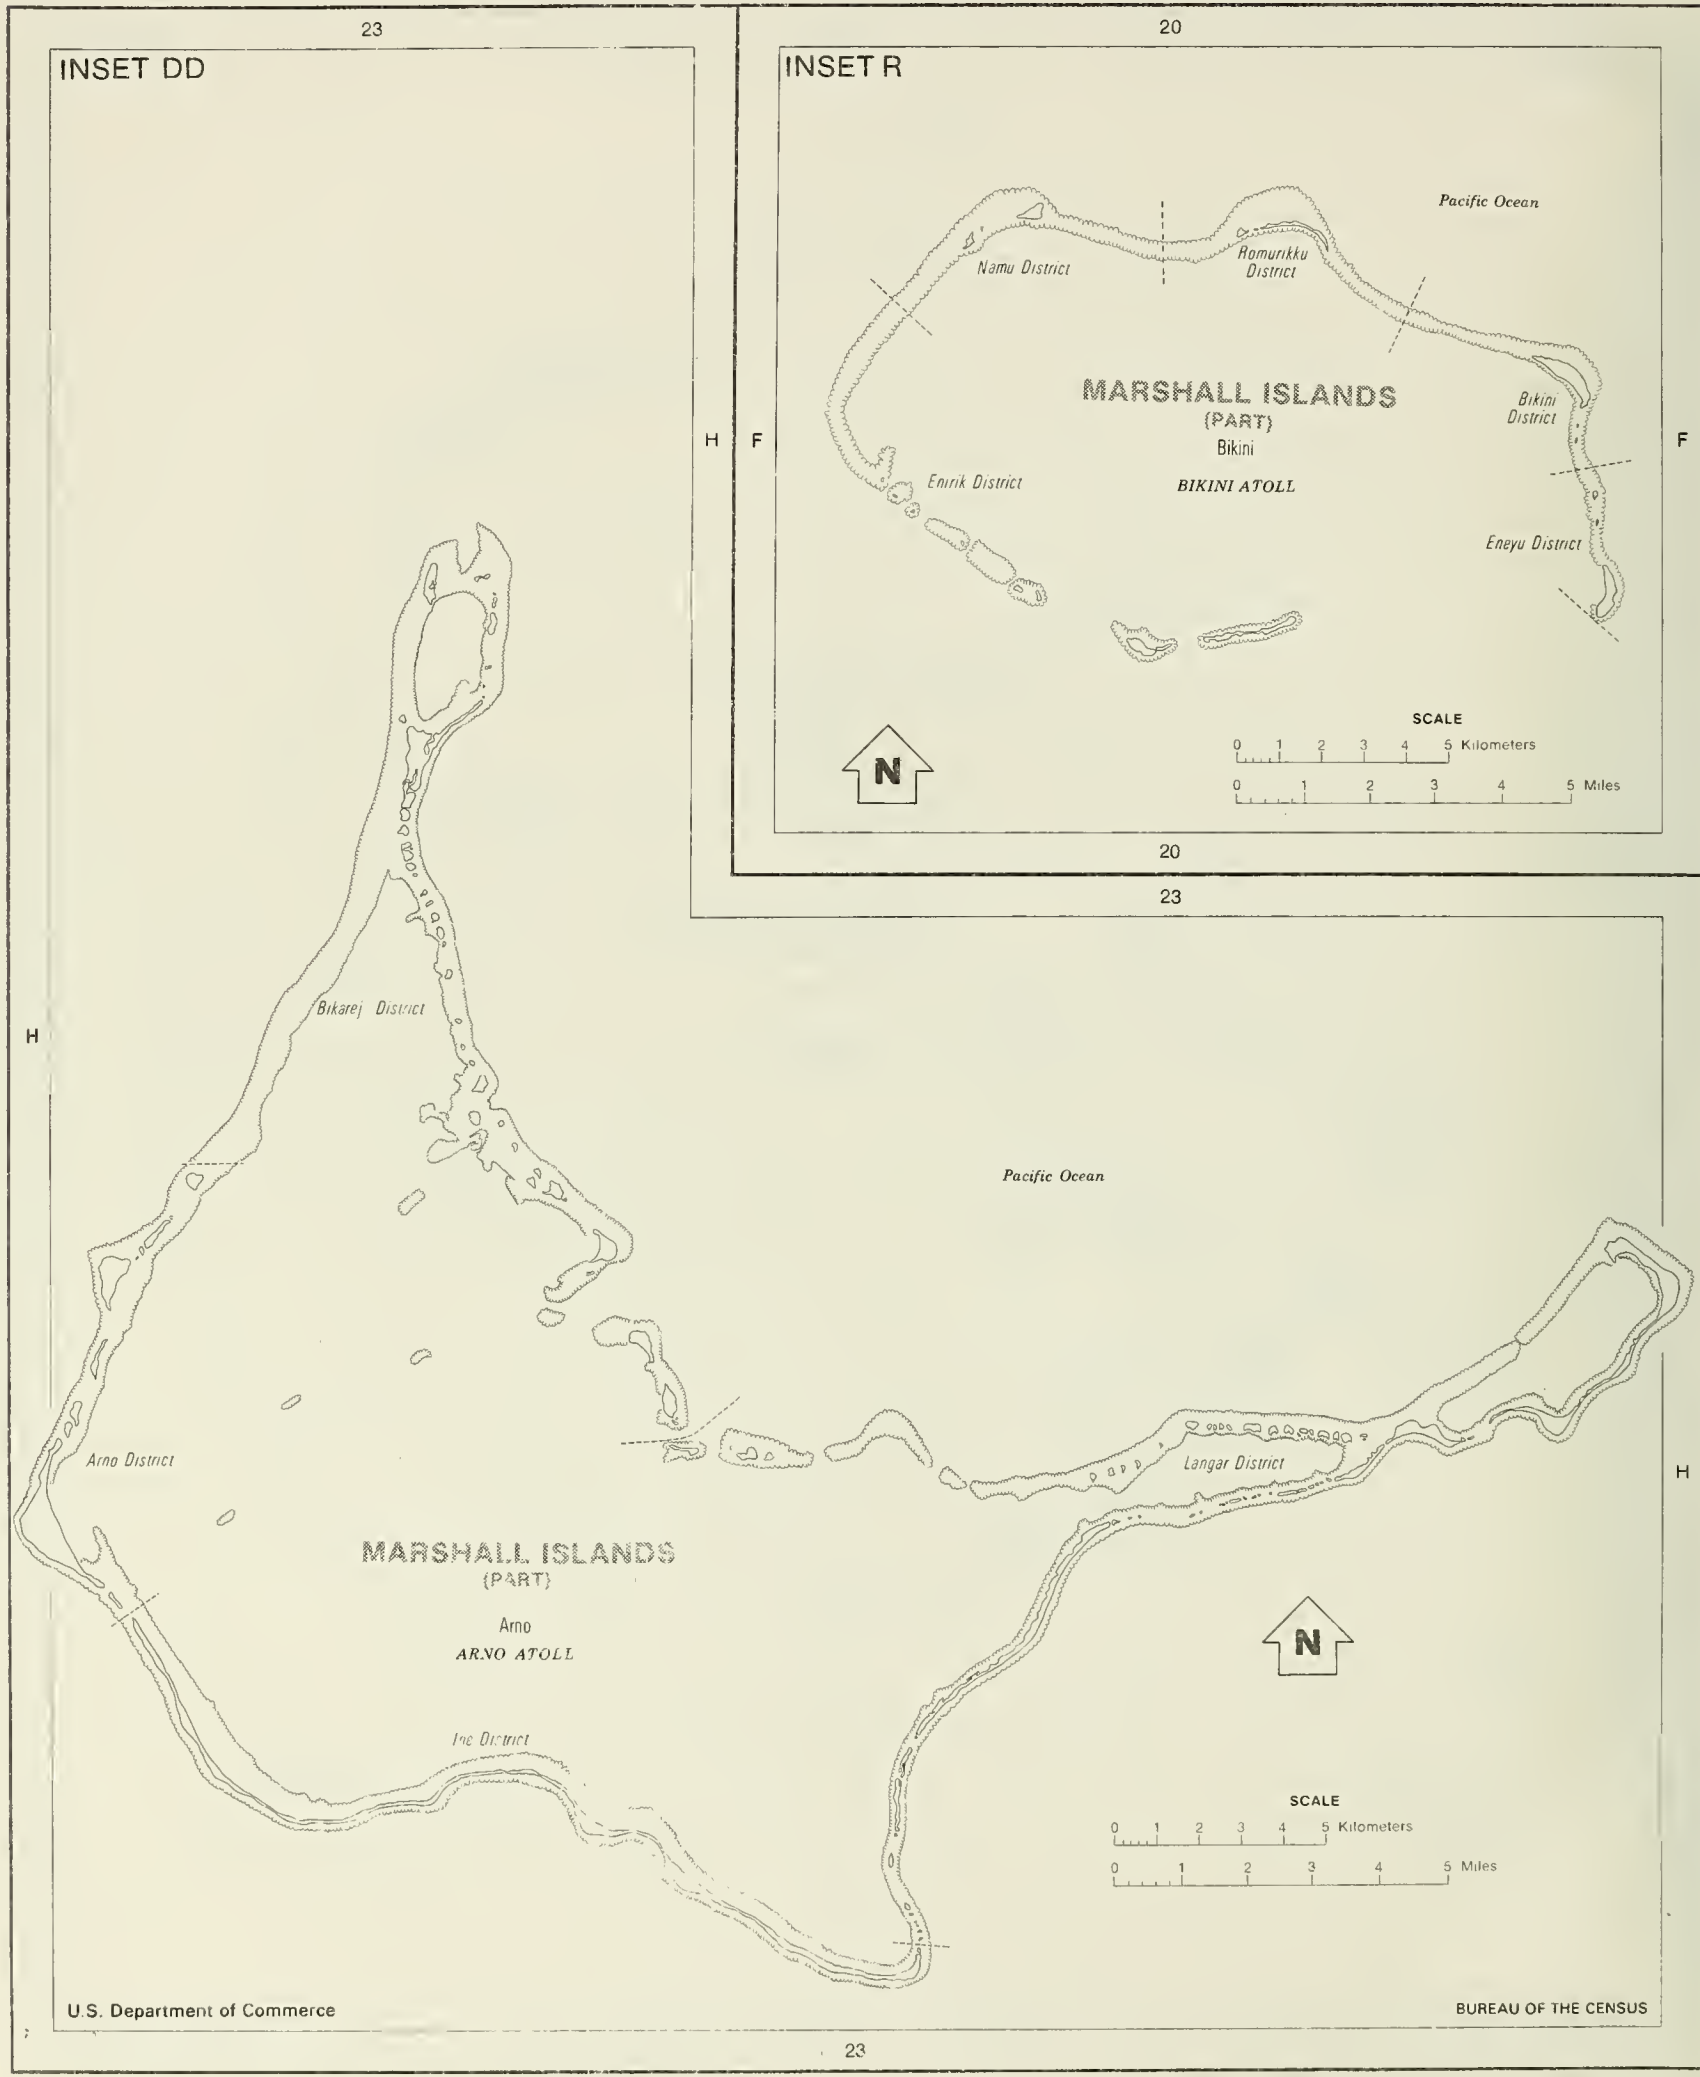 23
INSET DD
H
H
Bikarej District
Arno District
MARSHALL ISLANDS
(PART)
Arno
ARNO ATOLL
Ine District
Pacific Ocean
Langar District
N
SCALE
0 1 2 3 4 5 Kilometers
0 1 2 3 4 5 Miles
H
U.S. Department of Commerce
BUREAU OF THE CENSUS
23
20
INSET R
F
F
Pacific Ocean
Namu District
Romurikku
District
MARSHALL ISLANDS
(PART)
Bikini
BIKINI ATOLL
Bikini
District
Enirik District
Eneyu District
N
SCALE
0 1 2 3 4 5 Kilometers
0 1 2 3 4 5 Miles
20
23